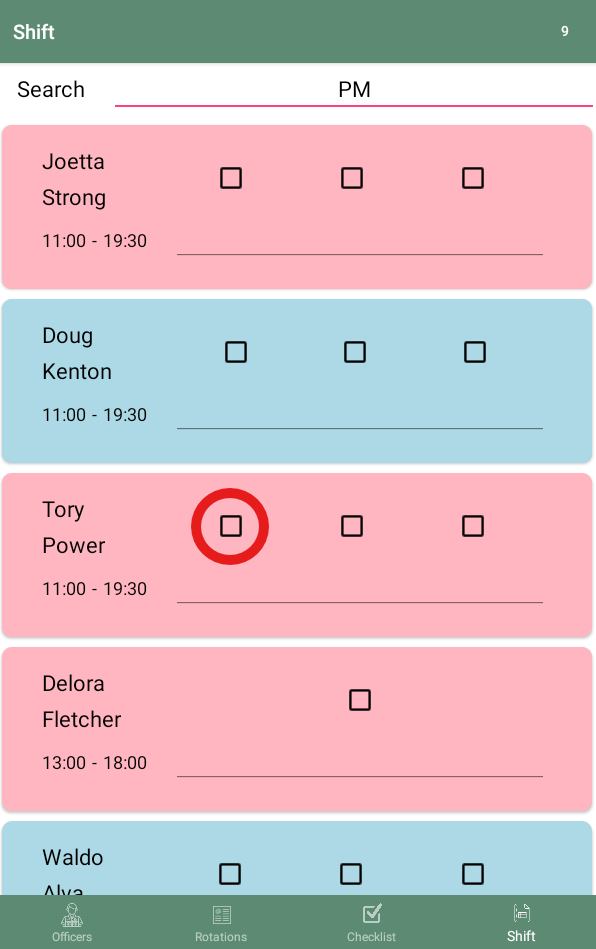 Shift 9
Search PM
Joetta
Strong
11:00 - 19:30
Doug
Kenton
11:00 - 19:30
Tory
Power
11:00 - 19:30
Delora
Fletcher
13:00 - 18:00
Waldo
Alva
Officers Rotations Checklist Shift